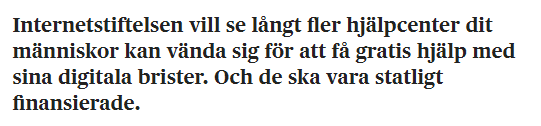 Internetstiftelsen vill se långt fler hjälpcenter dit
människor kan vända sig för att få gratis hjälp med
sina digitala brister. Och de ska vara statligt
finansierade.